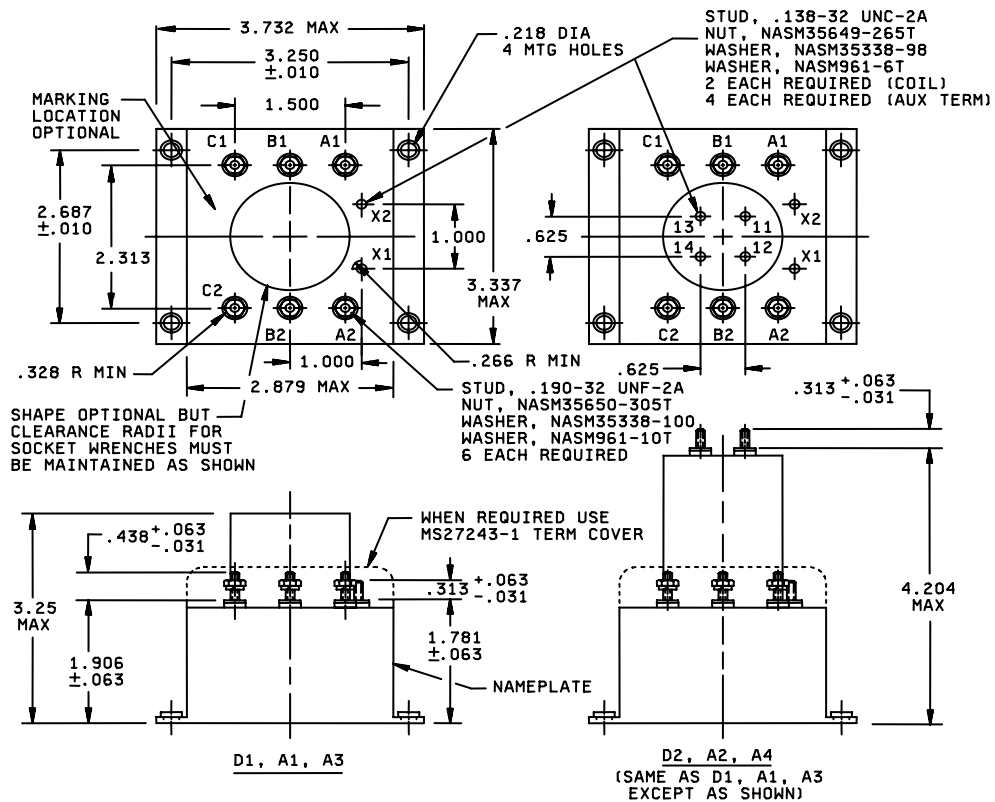 3.732 MAX
3.250
±.010
1.500
.218 DIA
4 MTG HOLES
STUD, .138-32 UNC-2A
NUT, NASM35649-265T
WASHER, NASM35338-98
WASHER, NASM961-6T
2 EACH REQUIRED (COIL)
4 EACH REQUIRED (AUX TERM)
MARKING
LOCATION
OPTIONAL
C1
B1
A1
X2
X1
C2
B2
A2
2.687
±.010
2.313
1.000
3.337
MAX
1.000
2.879 MAX
.328 R MIN
.266 R MIN
SHAPE OPTIONAL BUT
CLEARANCE RADII FOR
SOCKET WRENCHES MUST
BE MAINTAINED AS SHOWN
STUD, .190-32 UNF-2A
NUT, NASM35650-305T
WASHER, NASM35338-100
WASHER, NASM961-10T
6 EACH REQUIRED
C1
B1
A1
13
11
X2
14
12
X1
C2
B2
A2
.625
.625
.313 +.063
-.031
WHEN REQUIRED USE
MS27243-1 TERM COVER
.438 +.063
-.031
.313 +.063
-.031
3.25
MAX
1.906
±.063
1.781
±.063
NAMEPLATE
4.204
MAX
D1, A1, A3
D2, A2, A4
(SAME AS D1, A1, A3
EXCEPT AS SHOWN)